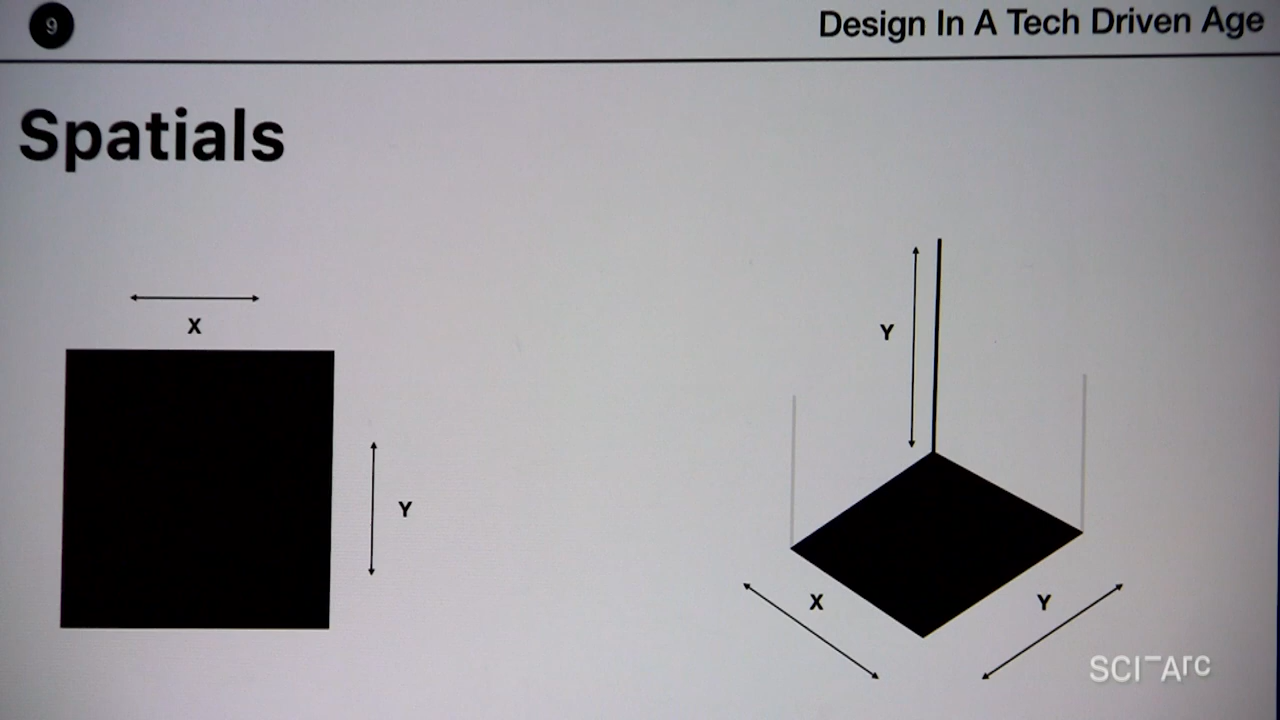 9
Design In A Tech Driven Age
Spatials
X
Y
Y
X
Y
SCI-Arc